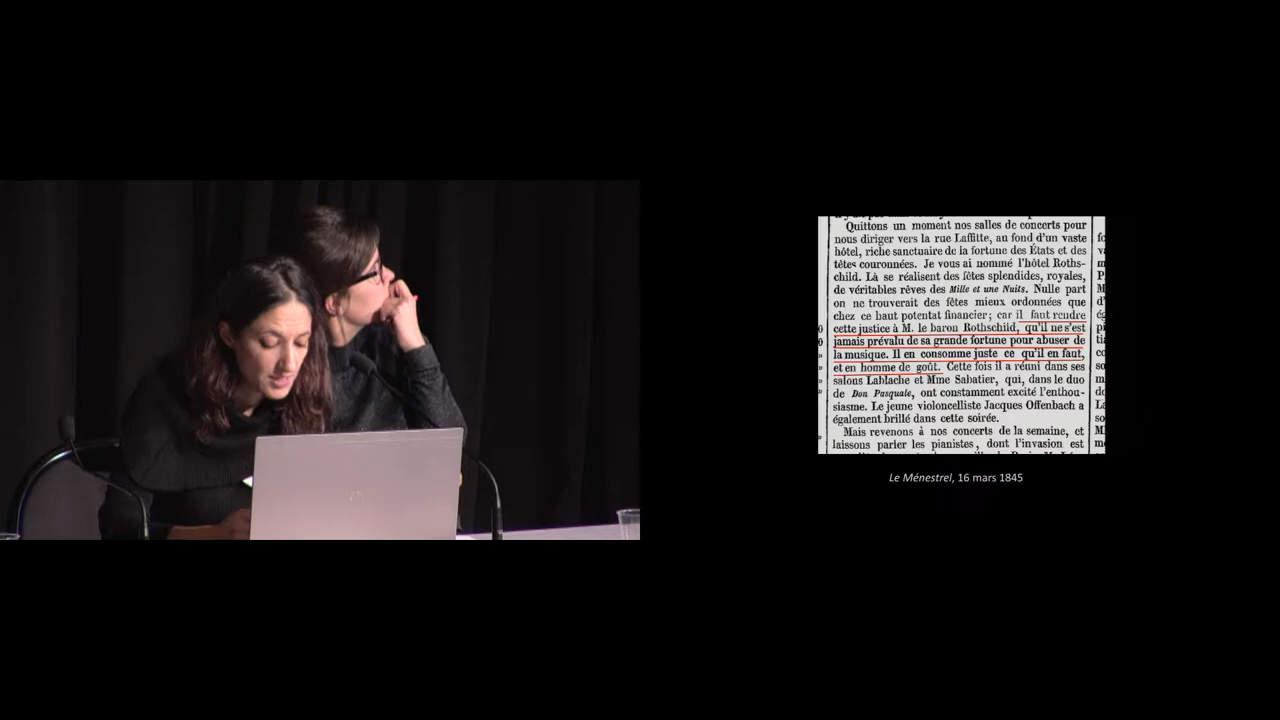 Quittons un moment nos salles de concerts pour
nous diriger vers la rue Laffitte, au fond d'un vaste
hôtel, riche sanctuaire de la fortune des États et des
têtes couronnées. Je vous ai nommé l'hôtel Roths-
child. Là se réalisent des fêtes splendides, royales,
de véritables rêves des Mille et une Nuits. Nulle part
on ne trouverait des fêtes mieux ordonnées que
chez ce haut potentat financier; car il faut rendre
cette justice à M. le baron Rothschild, qu'il ne s'est
jamais prévalu de sa grande fortune pour abuser de
la musique. Il en consomme juste ce qu'il en faut,
et en homme de goût. Cette fois il a réuni dans ses
salons Lablache et Mme Sabatier, qui, dans le duo
de Don Pasquale, ont constamment excité l'enthou-
siasme. Le jeune violoncelliste Jacques Offenbach a
également brillé dans cette soirée.
Mais revenons à nos concerts de la semaine, et
laissons parler les pianistes, dont l'invasion est
Le Ménestrel, 16 mars 1845